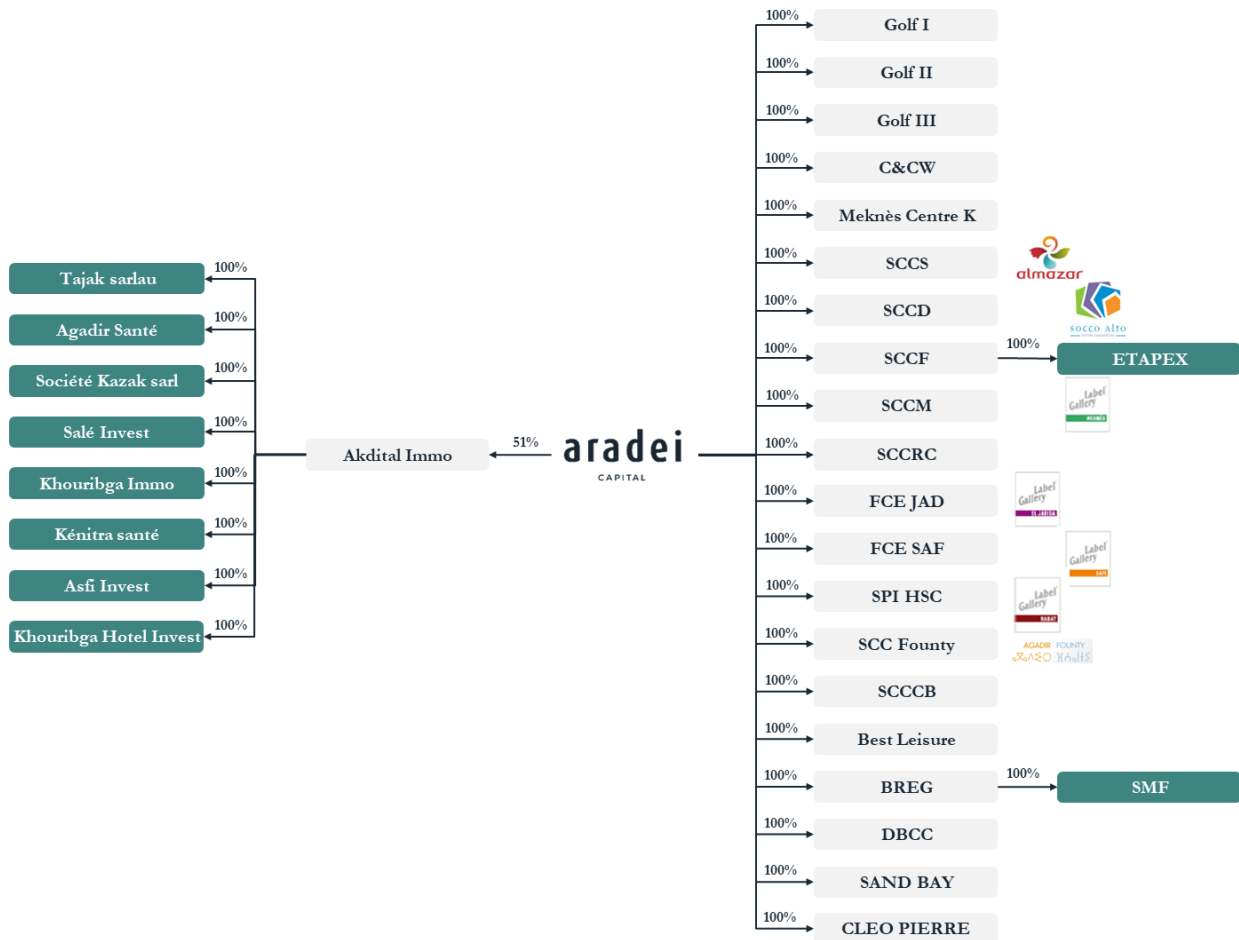 100%
Golf I
100%
Golf II
100%
Golf III
100%
C&CW
100%
Meknès Centre K
100%
SCCS
almazar
100%
SCCD
SOCCO ALTO
100%
SCCF
100%
ETAPEX
100%
SCCM
Label
Gallery
MEKNÈS
100%
SCCRC
100%
FCE JAD
Label
Gallery
EL JADIDA
100%
FCE SAF
Label
Gallery
SAFI
100%
SPI HSC
Label
Gallery
RABAT
100%
SCC Founty
AGADIR FOUNTY
100%
SCCCB
100%
Best Leisure
100%
BREG
100%
SMF
100%
DBCC
100%
SAND BAY
100%
CLEO PIERRE
aradei
CAPITAL
51%
Akdital Immo
100%
Tajak sarlau
100%
Agadir Santé
100%
Société Kazak sarl
100%
Salé Invest
100%
Khouribga Immo
100%
Kénitra santé
100%
Asfi Invest
100%
Khouribga Hotel Invest